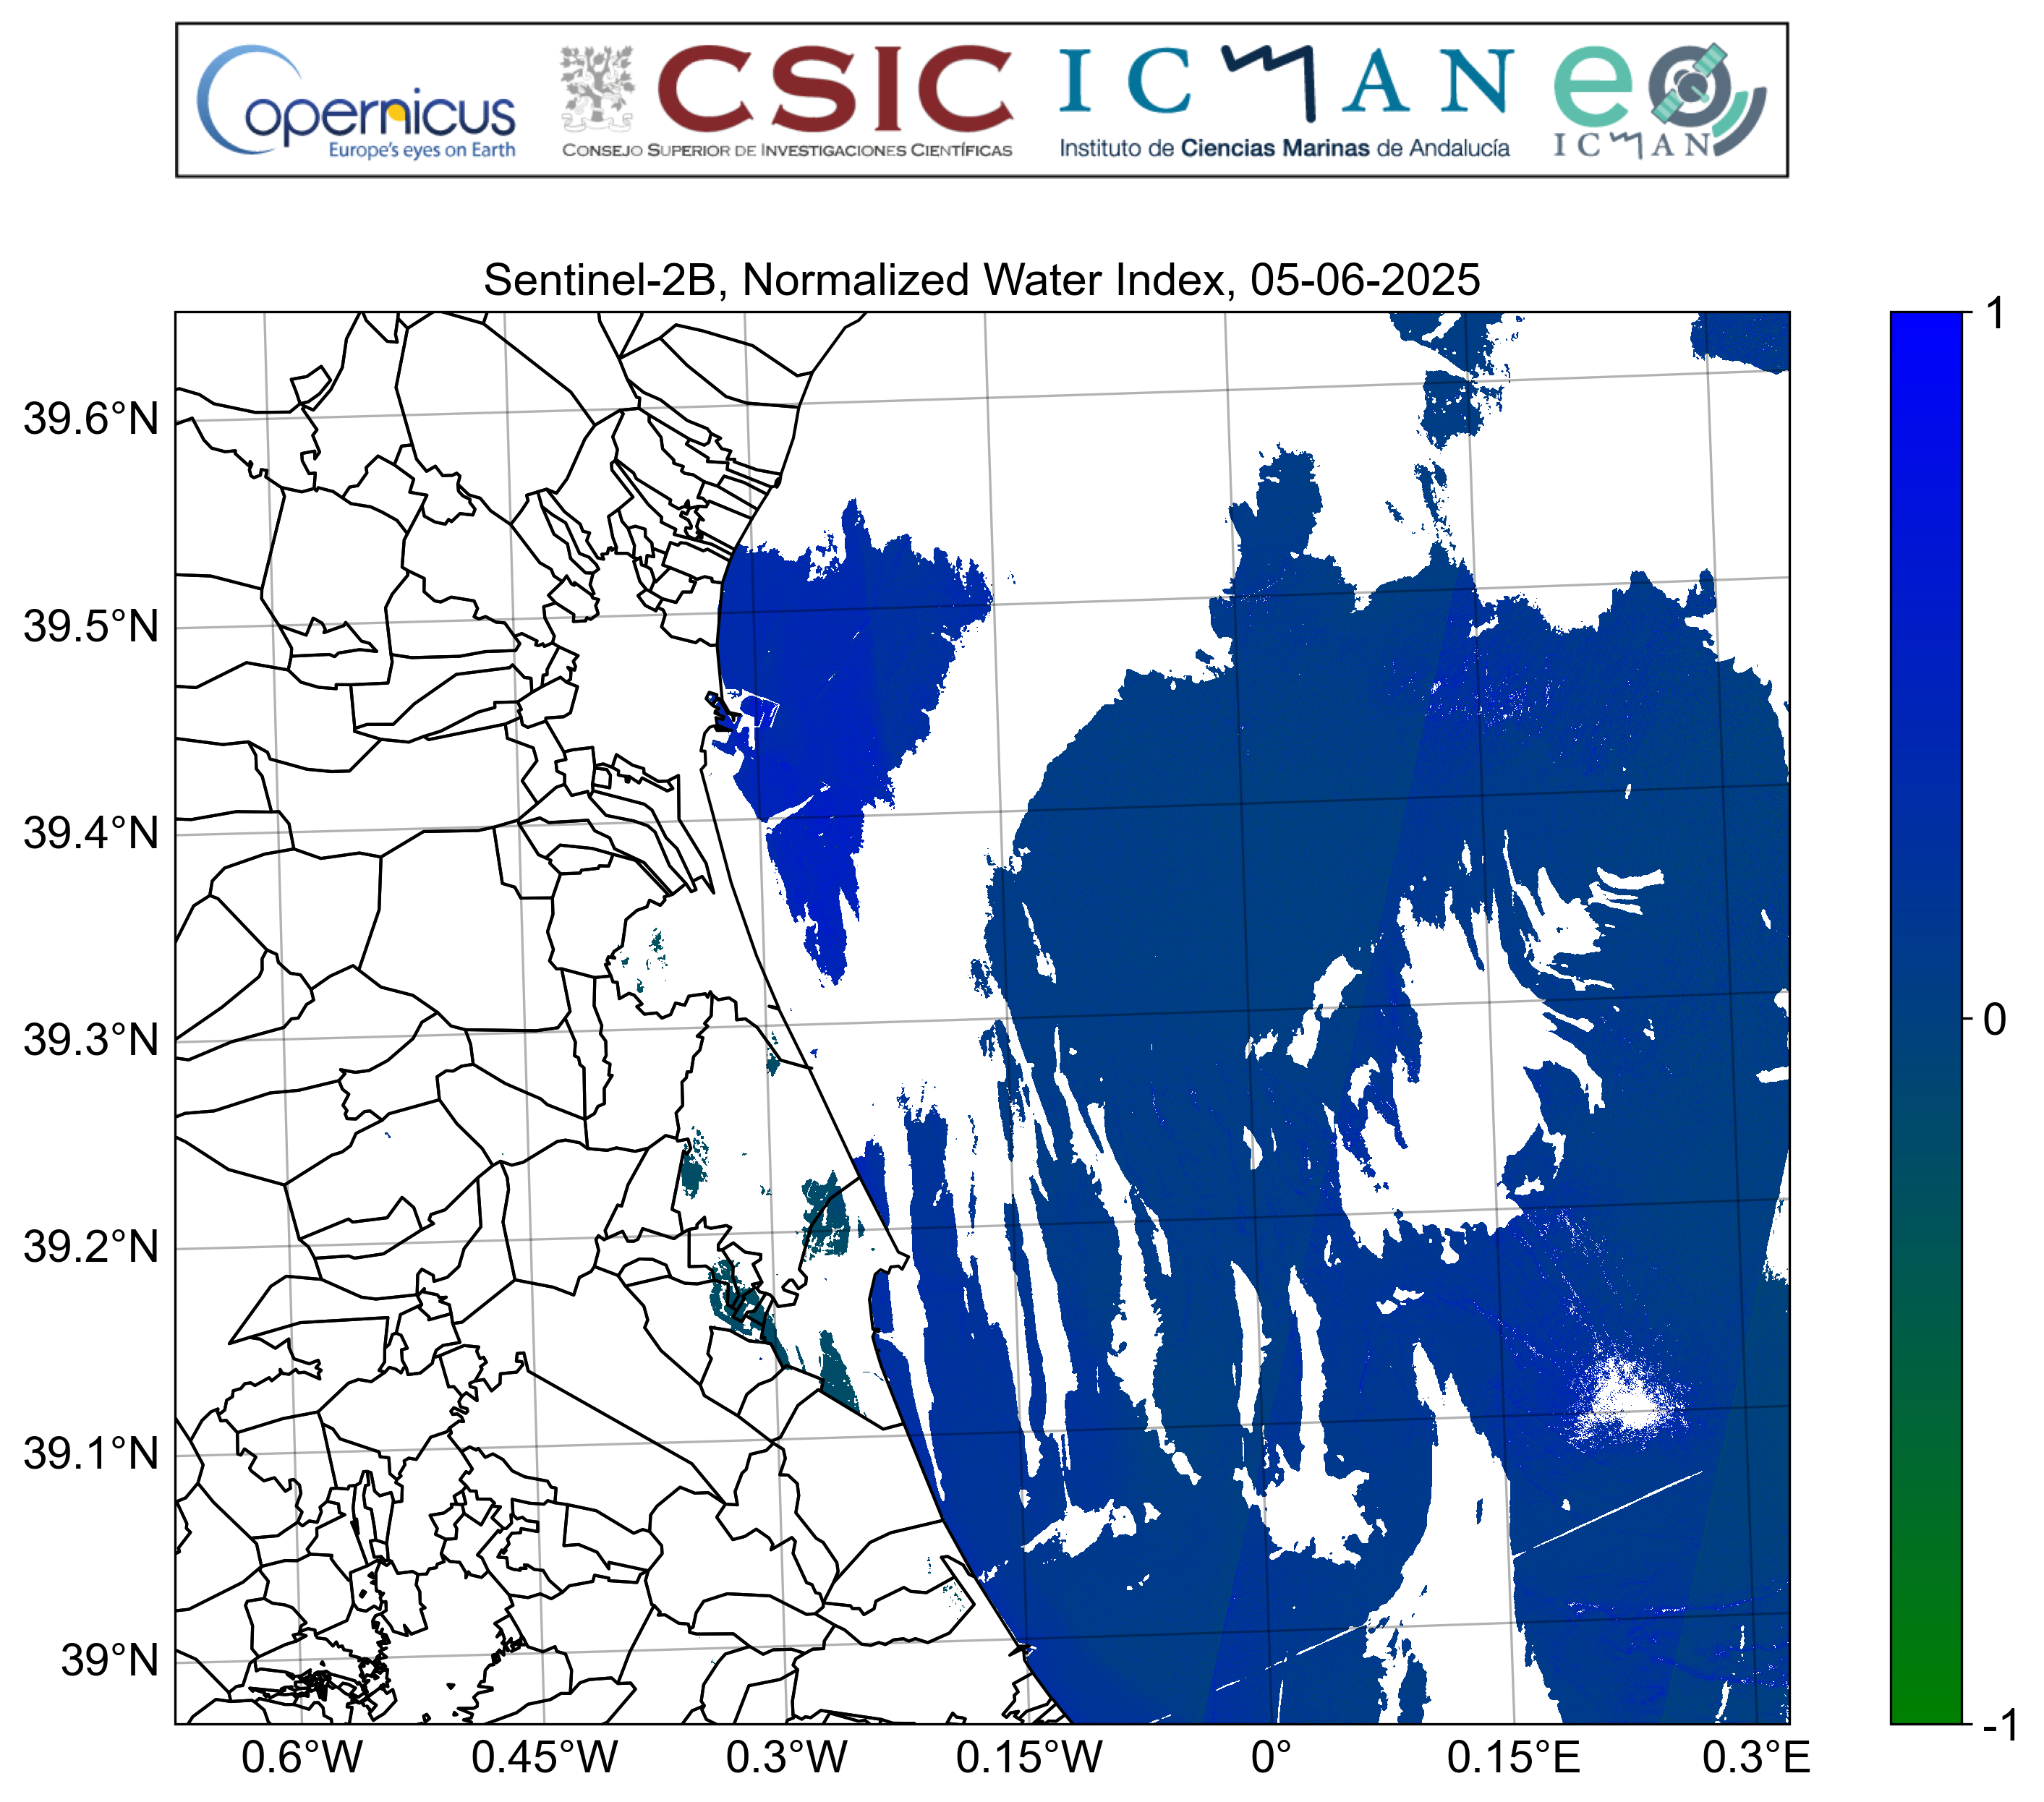 Copernicus
Europe's eyes on Earth
CSIC
CONSEJO SUPERIOR DE INVESTIGACIONES CIENTÍFICAS
ICMAN
Instituto de Ciencias Marinas de Andalucía
eo
ICMAN
Sentinel-2B, Normalized Water Index, 05-06-2025
39.6°N
39.5°N
39.4°N
39.3°N
39.2°N
39.1°N
39°N
0.6°W 0.45°W 0.3°W 0.15°W 0° 0.15°E 0.3°E
1
0
-1